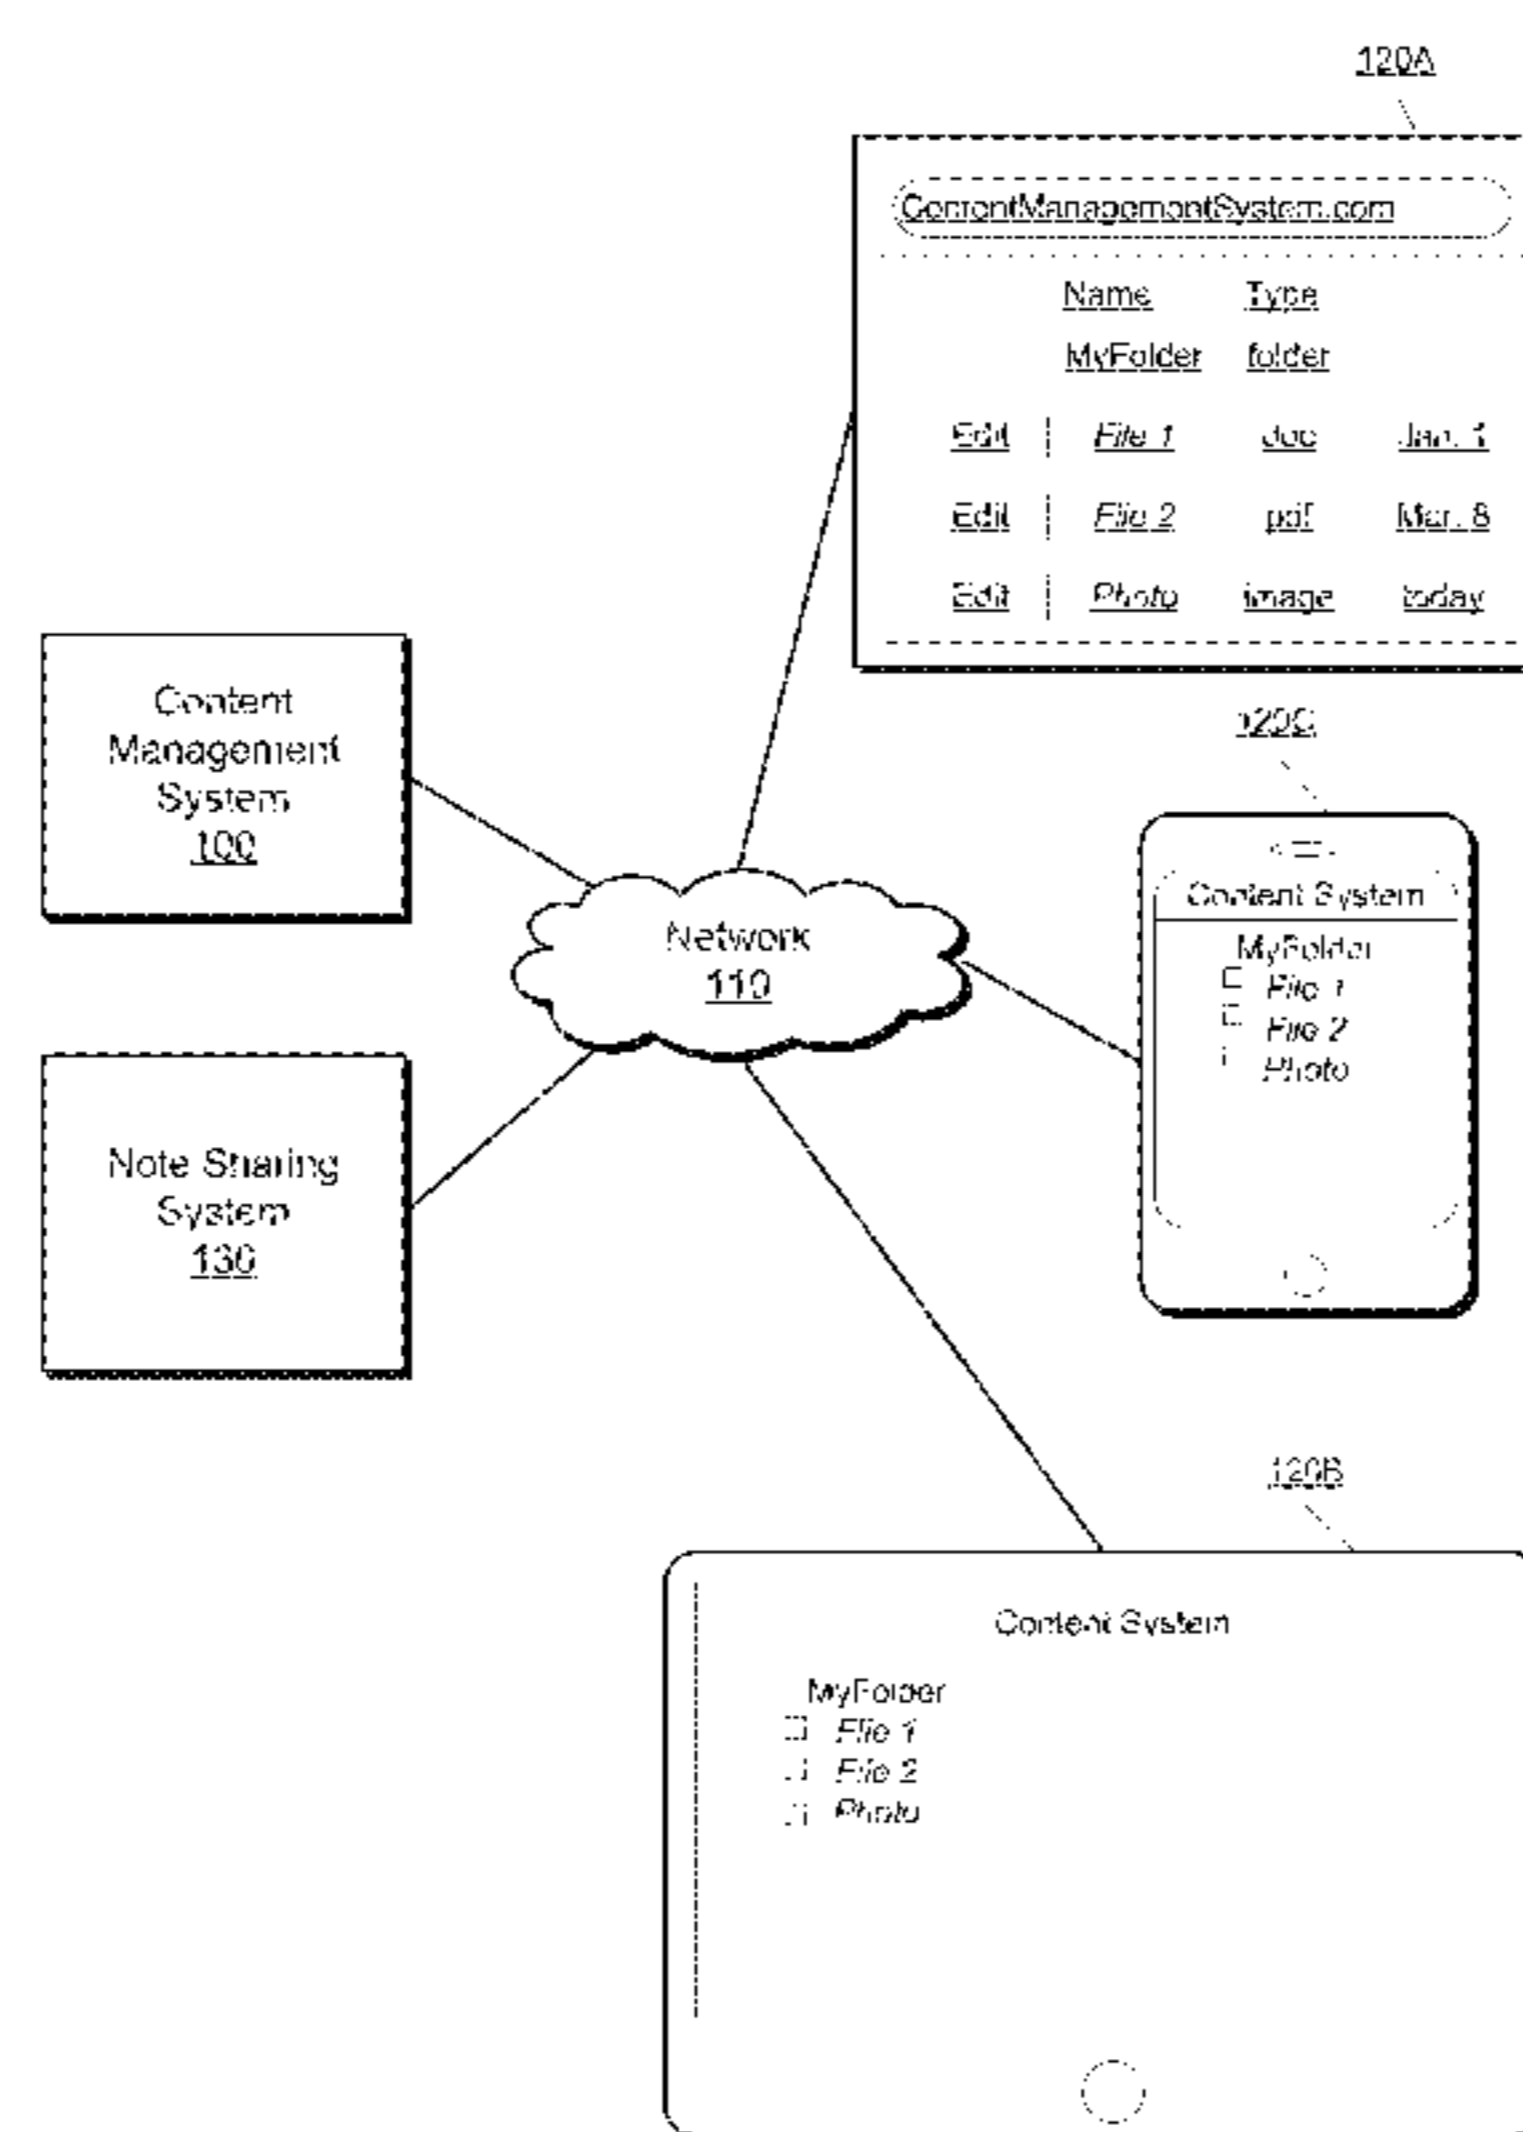 120A
ContentManagementSystem.com
Name Type
MyFolder folder
Edit File 1 doc Jan. 1
Edit File 2 pdf Mar. 8
Edit Photo image today
Content
Management
System
100
120C
Content System
MyFolder
File 1
File 2
Photo
Network
110
Note Sharing
System
130
120B
Content System
MyFolder
File 1
File 2
Photo